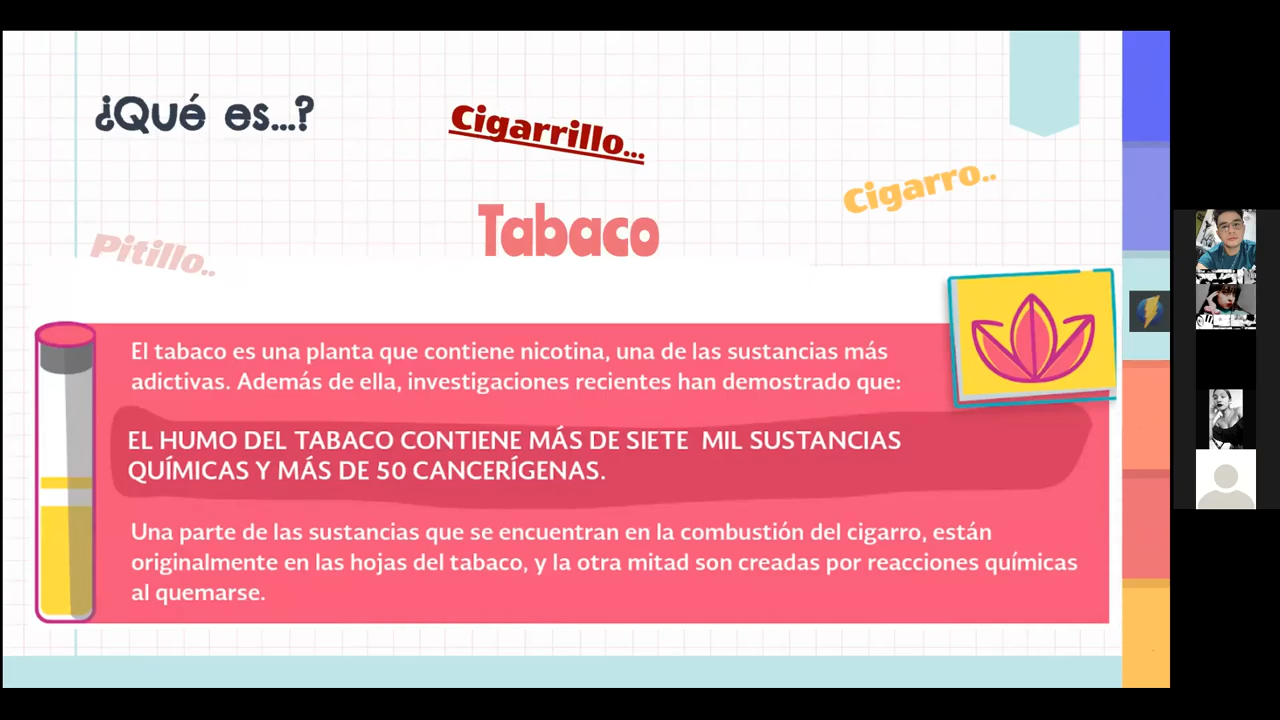 ¿Qué es...?
Cigarrillo...
Cigarro..
Tabaco
Pitillo..
El tabaco es una planta que contiene nicotina, una de las sustancias más
adictivas. Además de ella, investigaciones recientes han demostrado que:
EL HUMO DEL TABACO CONTIENE MÁS DE SIETE MIL SUSTANCIAS
QUÍMICAS Y MÁS DE 50 CANCERÍGENAS.
Una parte de las sustancias que se encuentran en la combustión del cigarro, están
originalmente en las hojas del tabaco, y la otra mitad son creadas por reacciones químicas
al quemarse.